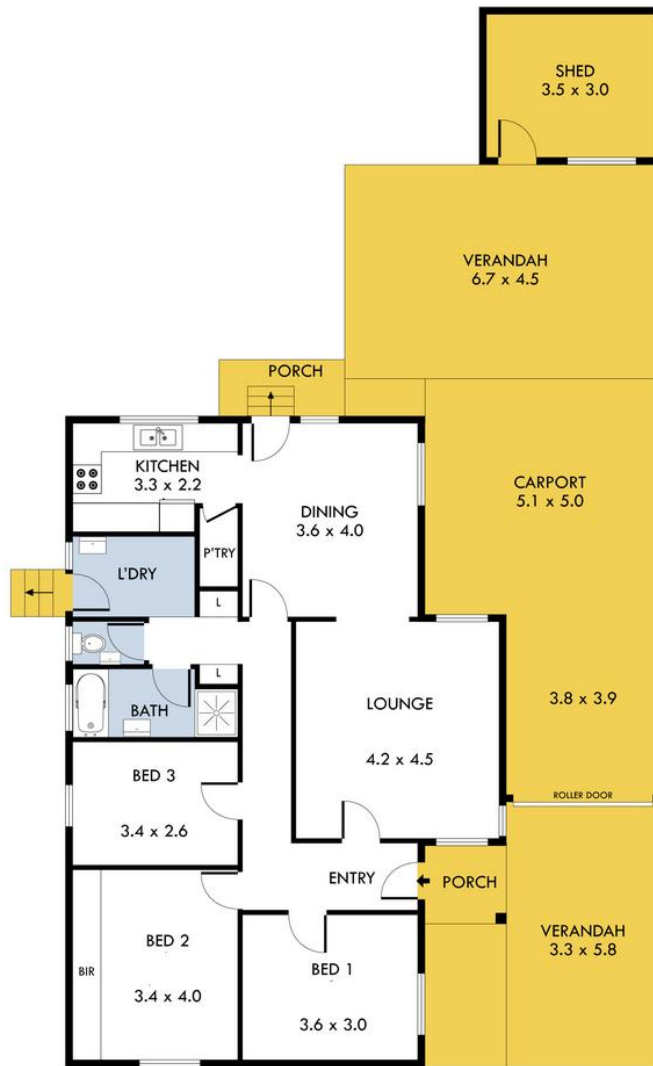 SHED
3.5 x 3.0
VERANDAH
6.7 x 4.5
PORCH
KITCHEN
3.3 x 2.2
DINING
3.6 x 4.0
CARPORT
5.1 x 5.0
P'TRY
L'DRY
L
L
BATH
LOUNGE
4.2 x 4.5
3.8 x 3.9
BED 3
3.4 x 2.6
ROLLER DOOR
ENTRY
PORCH
BED 2
3.4 x 4.0
BIR
BED 1
3.6 x 3.0
VERANDAH
3.3 x 5.8